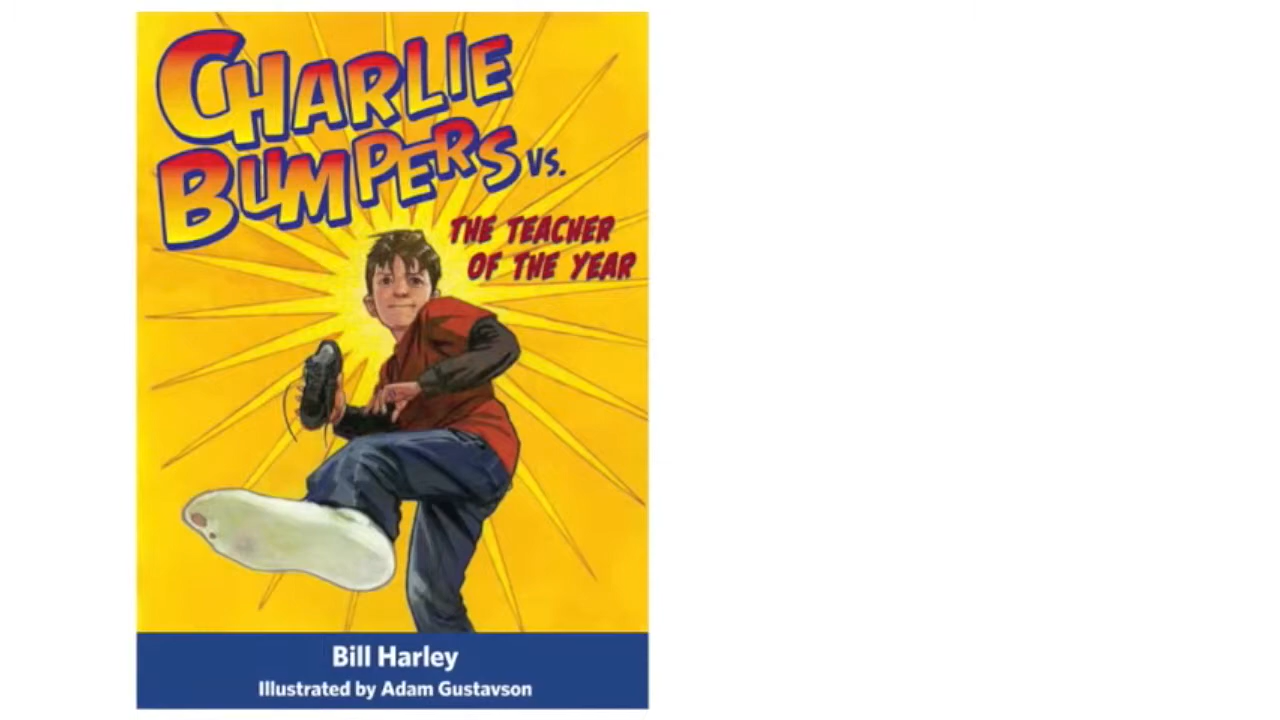 CHARLIE
BUMPERS VS.
THE TEACHER
OF THE YEAR
Bill Harley
Illustrated by Adam Gustavson